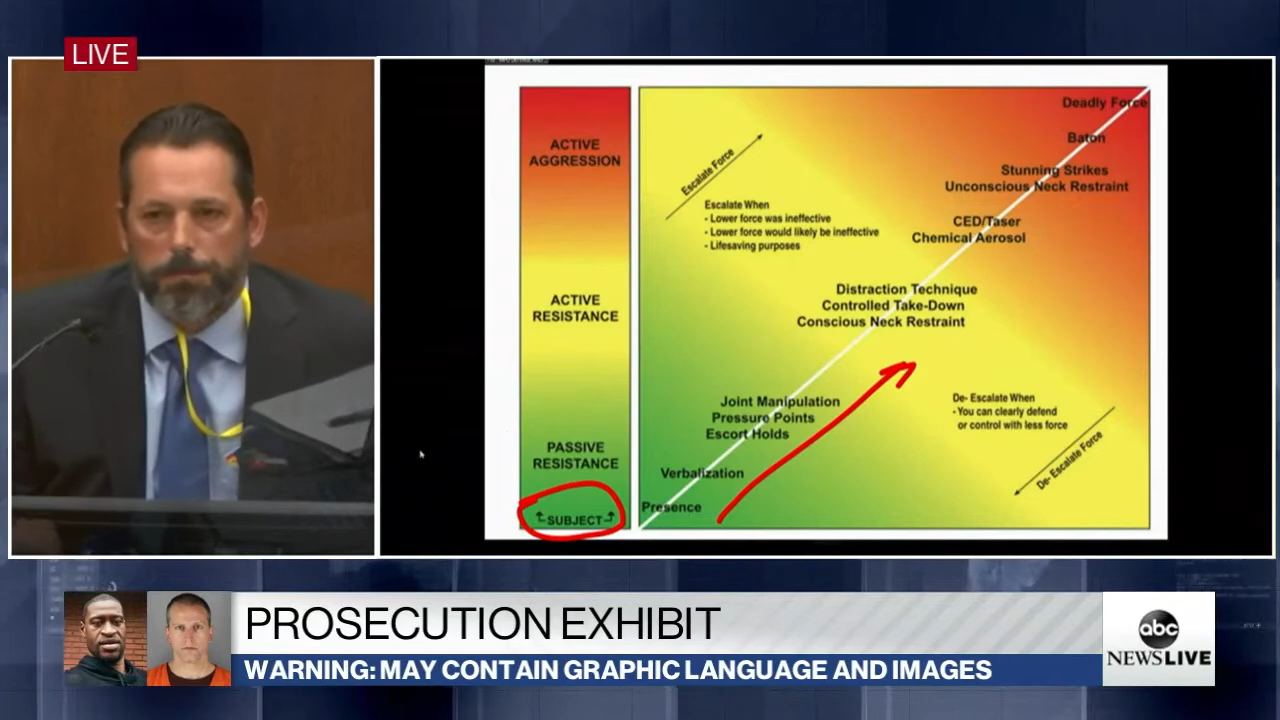 LIVE
ACTIVE
AGGRESSION
ACTIVE
RESISTANCE
PASSIVE
RESISTANCE
SUBJECT
Escalate Force
Escalate When
- Lower force was ineffective
- Lower force would likely be ineffective
- Lifesaving purposes
Deadly Force
Baton
Stunning Strikes
Unconscious Neck Restraint
CED/Taser
Chemical Aerosol
Distraction Technique
Controlled Take-Down
Conscious Neck Restraint
Joint Manipulation
Pressure Points
Escort Holds
Verbalization
Presence
De- Escalate When
- You can clearly defend
or control with less force
De- Escalate Force
PROSECUTION EXHIBIT
WARNING: MAY CONTAIN GRAPHIC LANGUAGE AND IMAGES
abc
NEWSLIVE